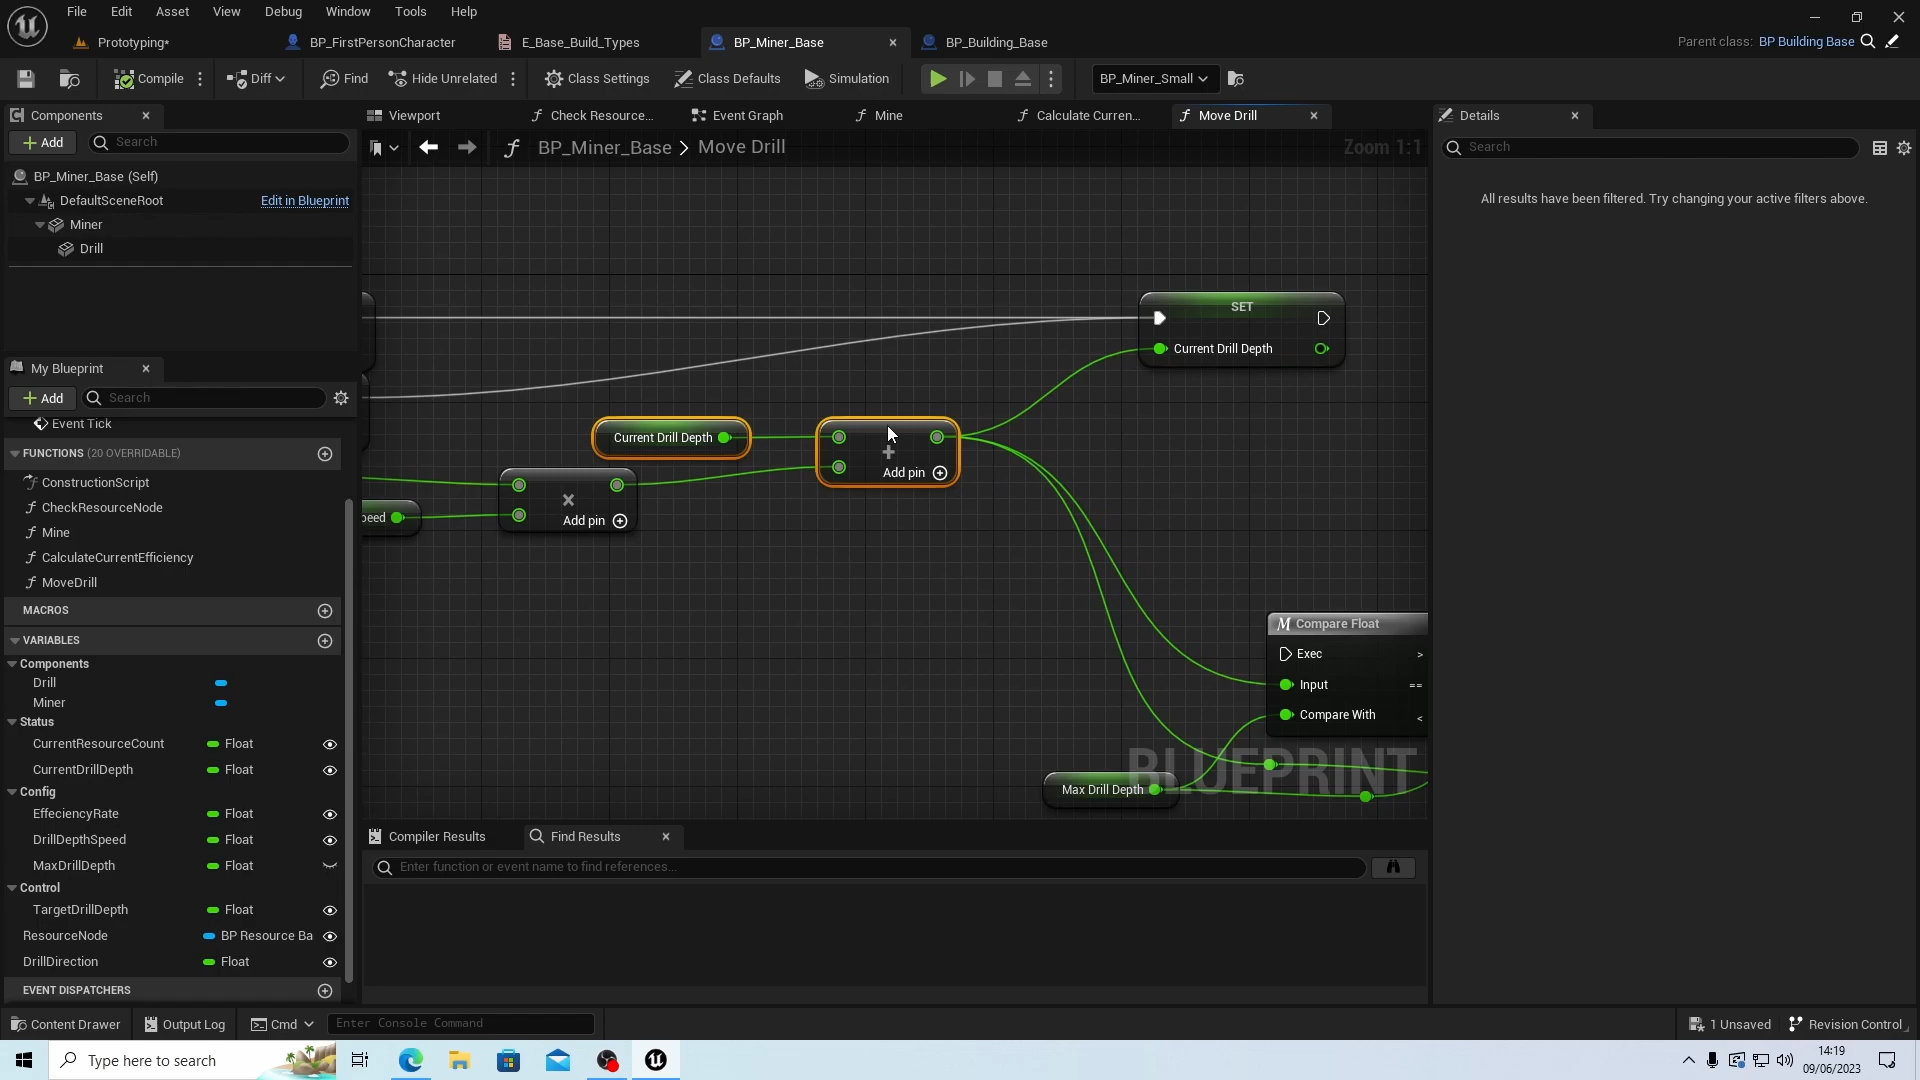 File Edit Asset View Debug Window Tools Help
Prototyping* BP_FirstPersonCharacter E_Base_Build_Types BP_Miner_Base BP_Building_Base Parent class: BP Building Base
Compile Diff Find Hide Unrelated Class Settings Class Defaults Simulation BP_Miner_Small
Components
Add Search
BP_Miner_Base (Self)
DefaultSceneRoot Edit in Blueprint
Miner
Drill
My Blueprint
Add Search
Event Tick
FUNCTIONS (20 OVERRIDABLE)
ConstructionScript
CheckResourceNode
Mine
CalculateCurrentEfficiency
MoveDrill
MACROS
VARIABLES
Components
Drill
Miner
Status
CurrentResourceCount Float
CurrentDrillDepth Float
Config
EffeciencyRate Float
DrillDepthSpeed Float
MaxDrillDepth Float
Control
TargetDrillDepth Float
ResourceNode BP Resource Ba
DrillDirection Float
EVENT DISPATCHERS
Viewport Check Resource... Event Graph Mine Calculate Curren... Move Drill
BP_Miner_Base > Move Drill Zoom 1:1
SET
Current Drill Depth
Current Drill Depth
+
Add pin
×
Add pin
peed
M Compare Float
Exec >
Input ==
Compare With <
BLUEPRINT
Max Drill Depth
Compiler Results Find Results
Enter function or event name to find references...
Details
Search
All results have been filtered. Try changing your active filters above.
Content Drawer Output Log Cmd Enter Console Command 1 Unsaved Revision Control
Type here to search
14:19
09/06/2023